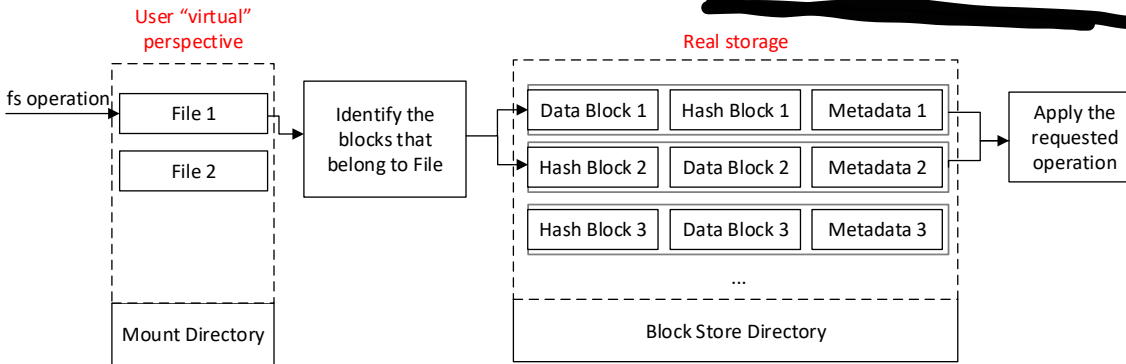 User “virtual”
perspective
Real storage
fs operation
File 1
File 2
Identify the
blocks that
belong to File
Data Block 1
Hash Block 1
Metadata 1
Hash Block 2
Data Block 2
Metadata 2
Hash Block 3
Data Block 3
Metadata 3
...
Apply the
requested
operation
Mount Directory
Block Store Directory